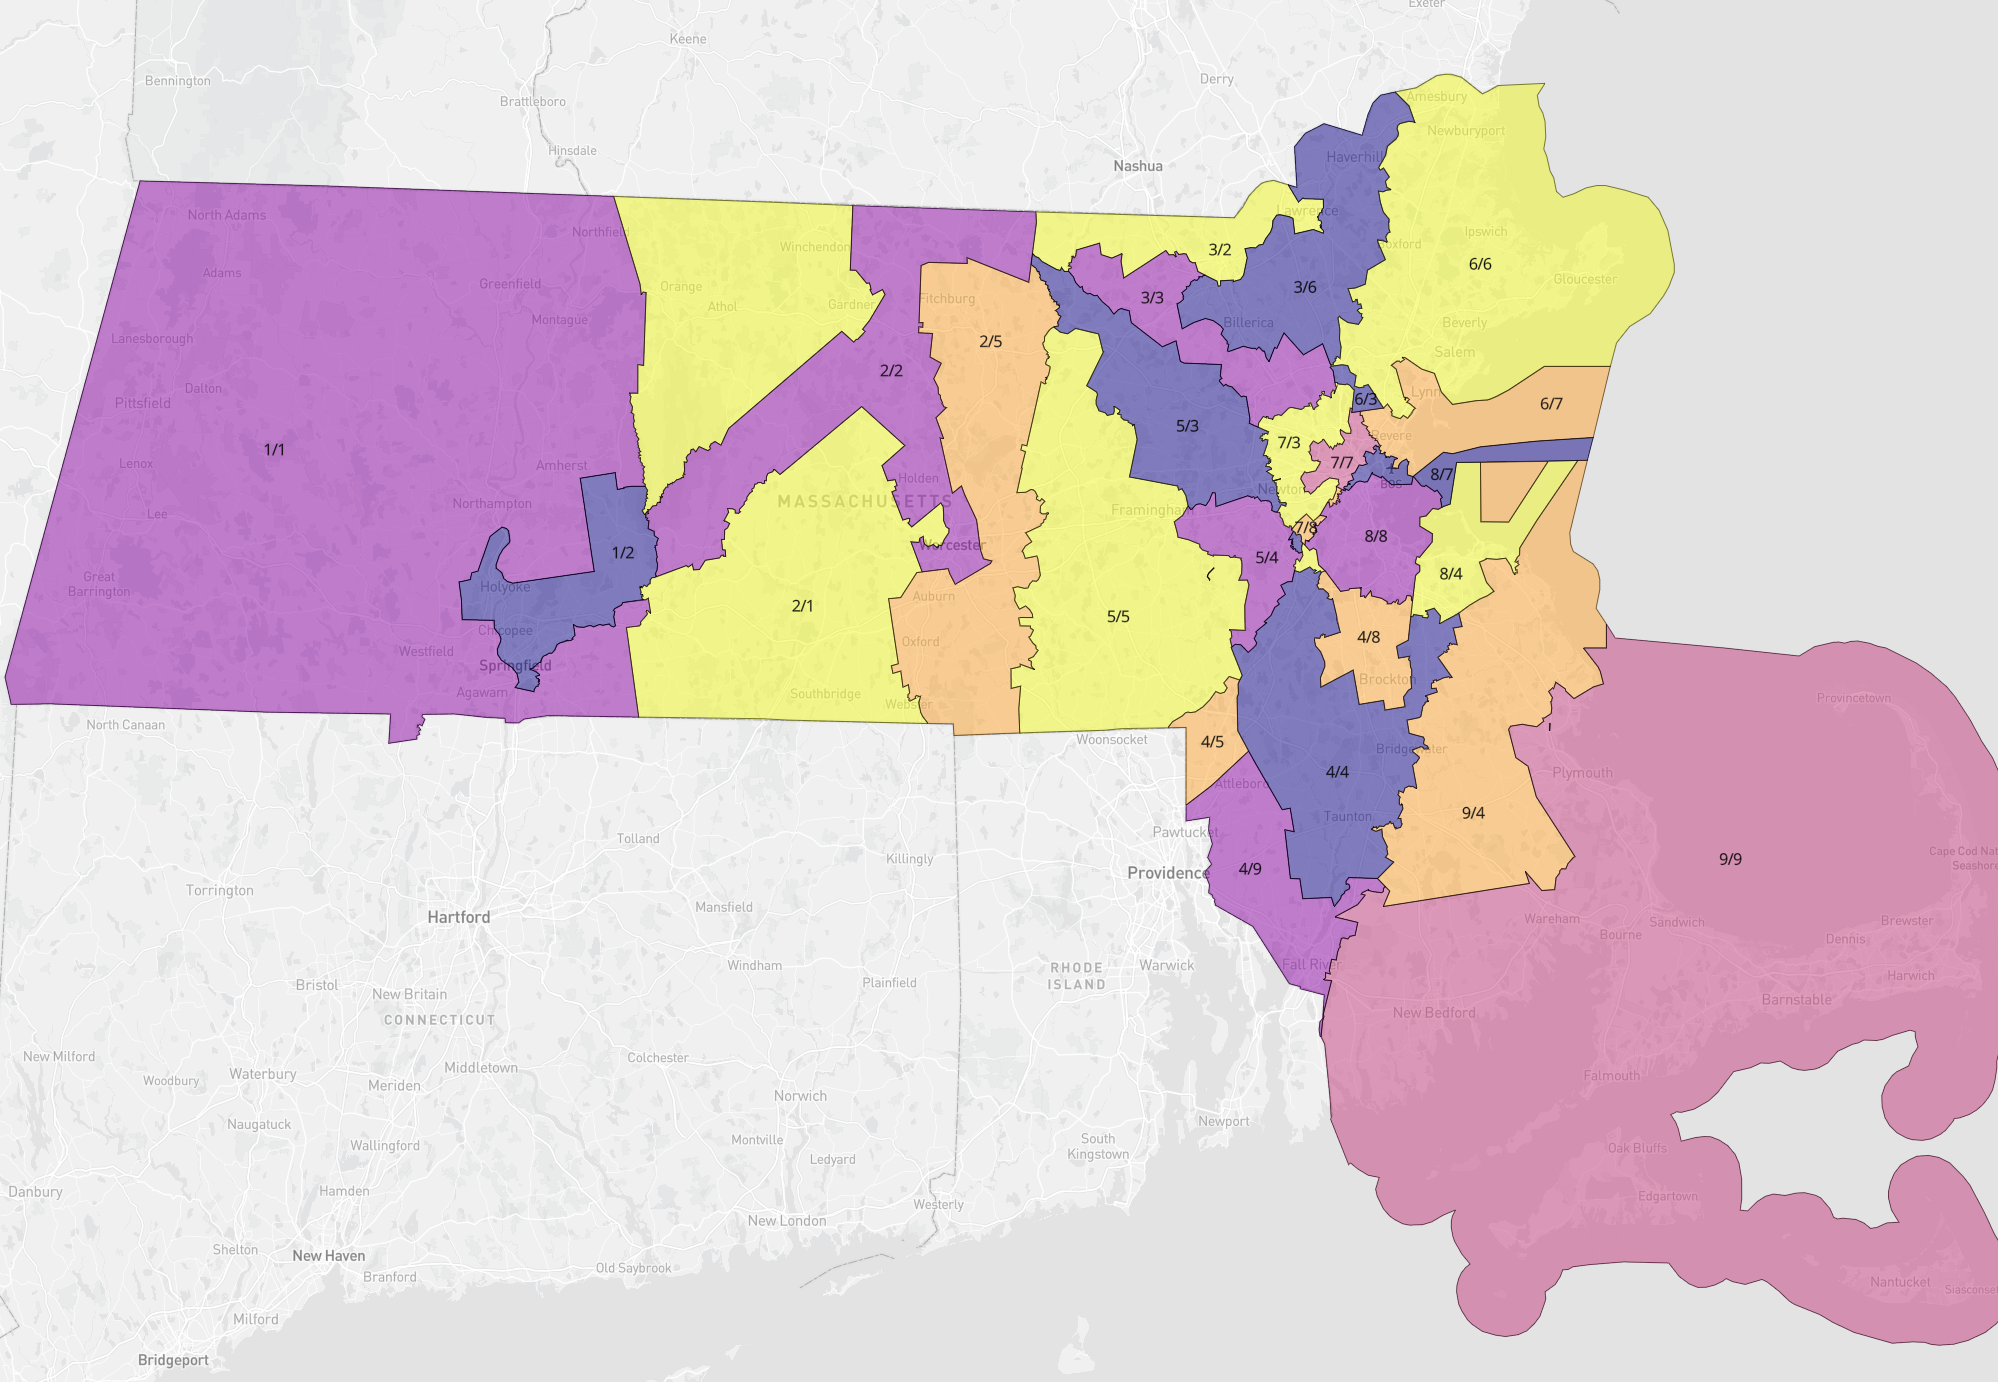 Exeter
Keene
Bennington
Derry
Brattleboro
Amesbury
Newburyport
Hinsdale
Nashua
Haverhill
North Adams
Northfield
Lawrence
Winchendon
3/2
oxford
Ipswich
6/6
Adams
Greenfield
Orange
Athol
Gardner
Fitchburg
3/3
3/6
Gloucester
Montague
Billerica
Beverly
Lanesborough
2/5
Salem
2/2
Dalton
Pittsfield
Lynn
6/3
6/7
5/3
Revere
1/1
7/3
Lenox
Amherst
7/7
8/7
Holden
Bos
Newton
Northampton
MASSACHUSETTS
Lee
Framingham
7/8
8/8
1/2
Worcester
5/4
Great
Barrington
Holyoke
8/4
Auburn
2/1
5/5
Chicopee
4/8
Oxford
Westfield
Springfield
Brockton
Agawam
Southbridge
Webster
Provincetown
North Canaan
Woonsocket
4/5
Bridgewater
4/4
Plymouth
Attleboro
9/4
Taunton
Tolland
Pawtucket
Killingly
9/9
Cape Cod Nat
Seashore
4/9
Providence
Torrington
Mansfield
Hartford
Wareham
Sandwich
Brewster
Bourne
Dennis
Windham
RHODE
ISLAND
Warwick
Fall River
Harwich
Bristol
Plainfield
New Britain
Barnstable
CONNECTICUT
New Bedford
New Milford
Colchester
Middletown
Waterbury
Falmouth
Woodbury
Meriden
Norwich
Naugatuck
Newport
Wallingford
Montville
South
Kingstown
Oak Bluffs
Ledyard
Danbury
Hamden
Edgartown
Westerly
New London
Shelton
New Haven
Old Saybrook
Branford
Nantucket
Siasconset
Milford
Bridgeport